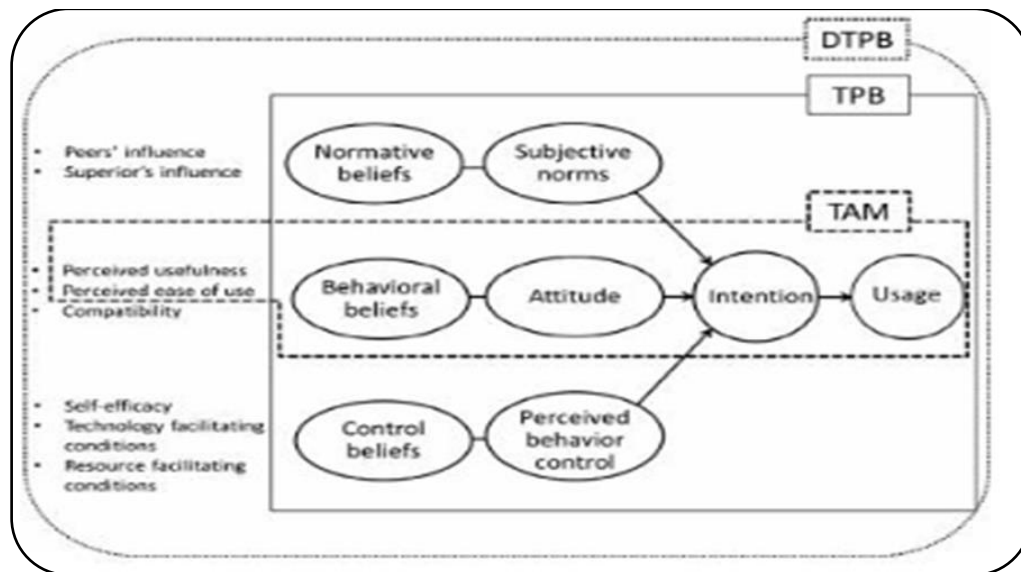 DTPB
TPB
• Peers' influence
• Superior's influence
Normative
beliefs
Subjective
norms
TAM
• Perceived usefulness
• Perceived ease of use
• Compatibility
Behavioral
beliefs
Attitude
Intention
Usage
• Self-efficacy
• Technology facilitating
conditions
• Resource facilitating
conditions
Control
beliefs
Perceived
behavior
control